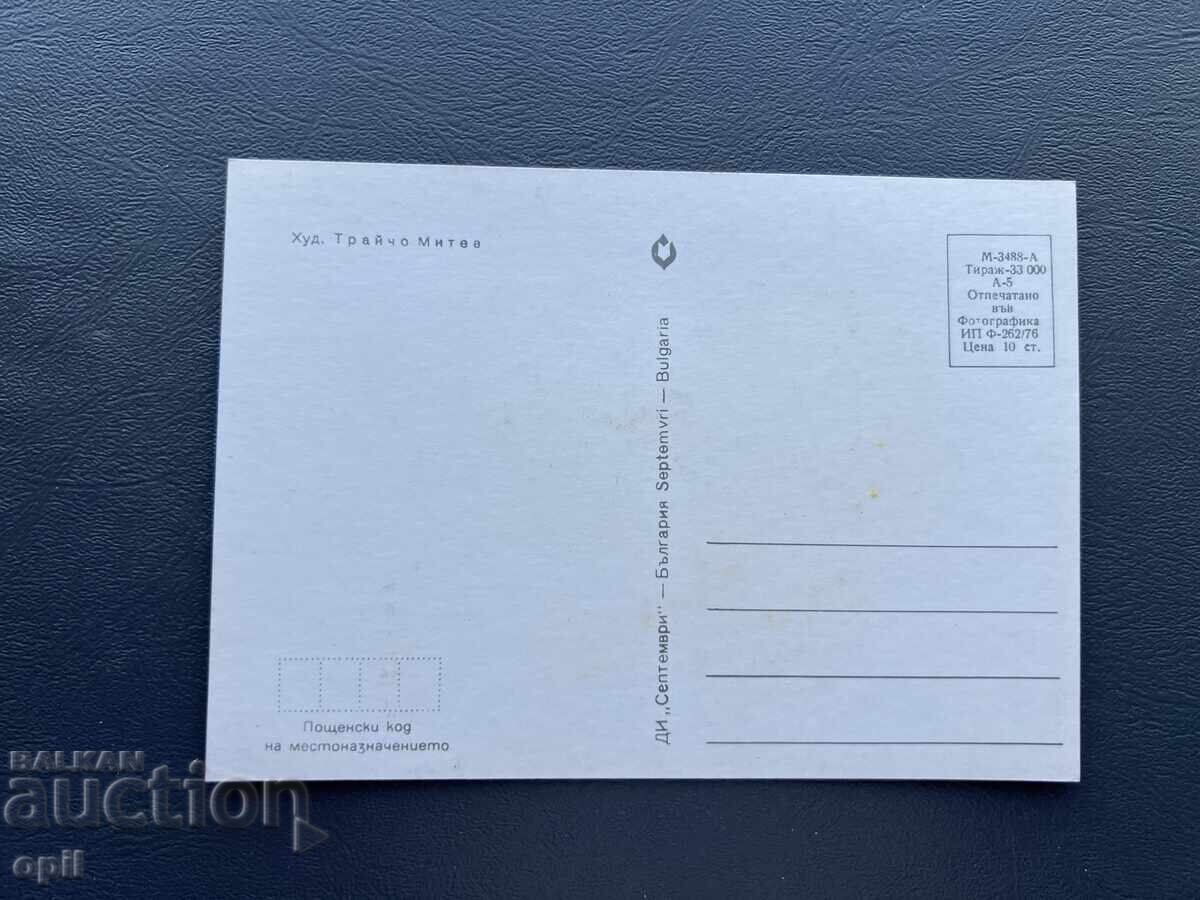 Худ. Трайчо Митев
М-3488-А
Тираж-33 000
А-5
Отпечатано
във
Фотографика
ИП Ф-262/76
Цена 10 ст.
ДИ „Септември" — България Septemvri — Bulgaria
Пощенски код
на местоназначението
BALKAN
auction
opil